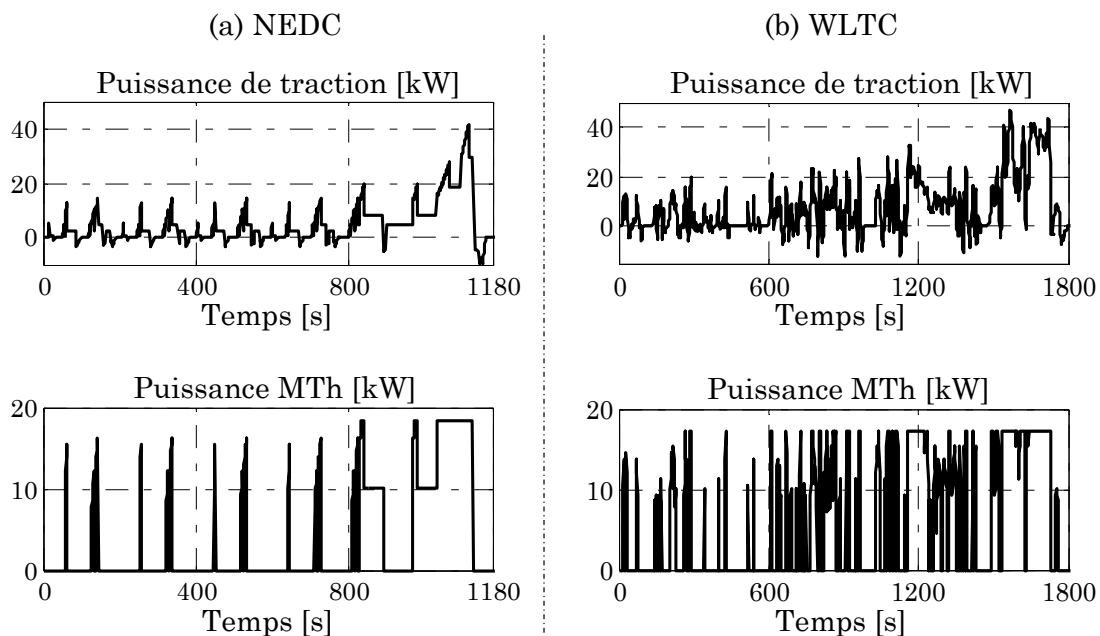 (a) NEDC
(b) WLTC
Puissance de traction [kW]
40
20
0
0 400 800 1180
Temps [s]
Puissance de traction [kW]
40
20
0
0 600 1200 1800
Temps [s]
Puissance MTh [kW]
20
10
0
0 400 800 1180
Temps [s]
Puissance MTh [kW]
20
10
0
0 600 1200 1800
Temps [s]